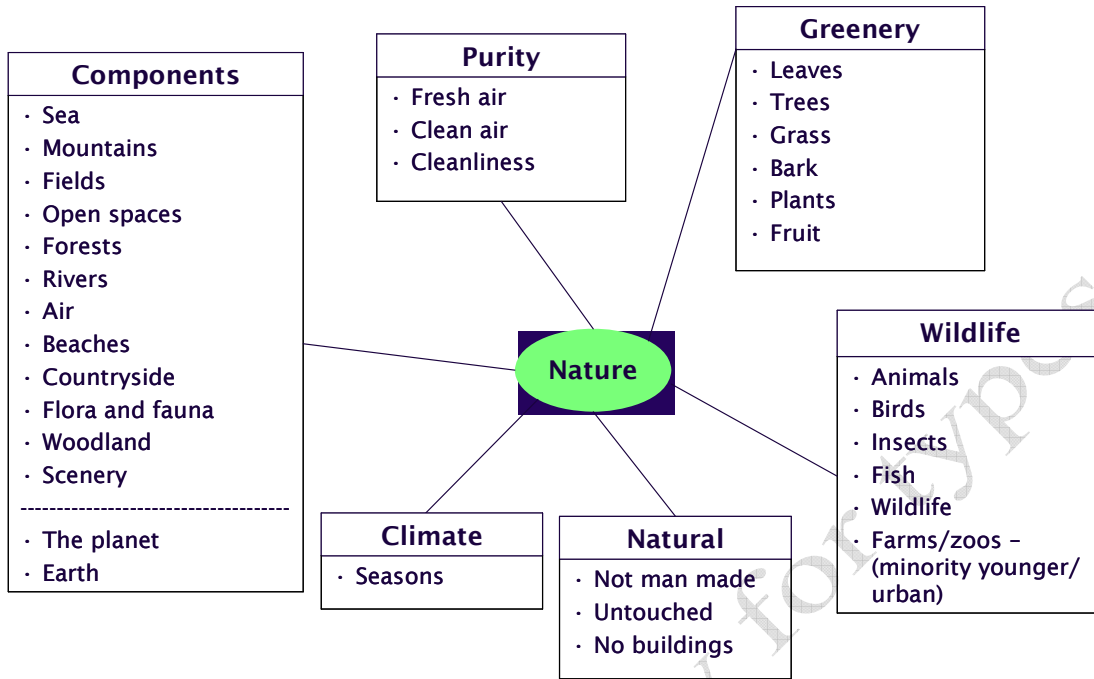 Components
· Sea
· Mountains
· Fields
· Open spaces
· Forests
· Rivers
· Air
· Beaches
· Countryside
· Flora and fauna
· Woodland
· Scenery
------------------------------------
· The planet
· Earth
Purity
· Fresh air
· Clean air
· Cleanliness
Greenery
· Leaves
· Trees
· Grass
· Bark
· Plants
· Fruit
Nature
Wildlife
· Animals
· Birds
· Insects
· Fish
· Wildlife
· Farms/zoos –
(minority younger/
urban)
Climate
· Seasons
Natural
· Not man made
· Untouched
· No buildings
for typos